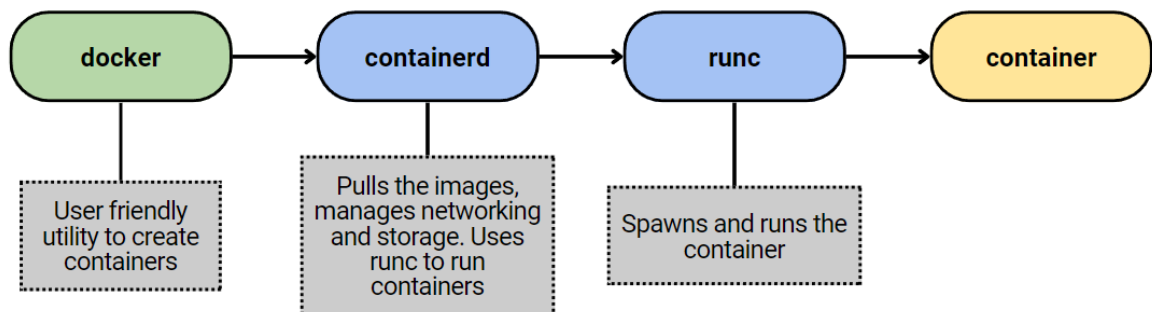 docker
containerd
runc
container
User friendly
utility to create
containers
Pulls the images,
manages networking
and storage. Uses
runc to run
containers
Spawns and runs the
container